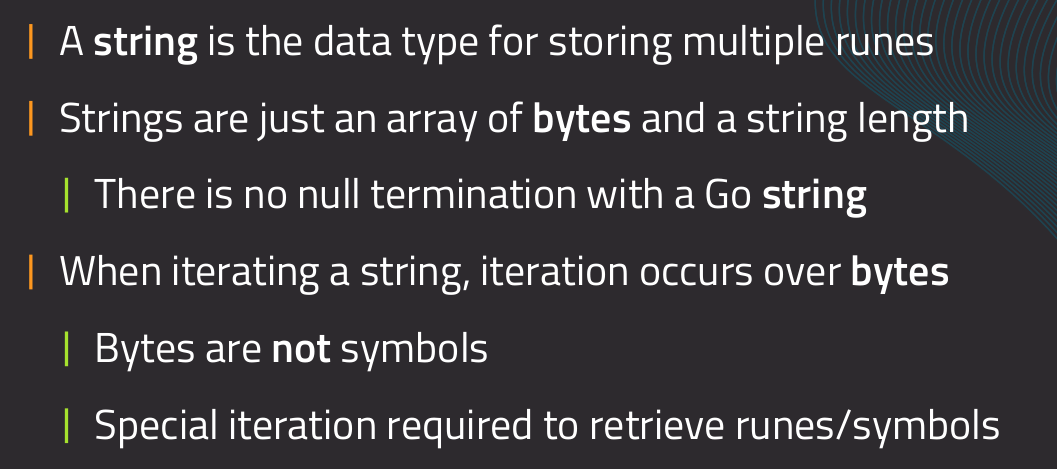 A string is the data type for storing multiple runes
Strings are just an array of bytes and a string length
There is no null termination with a Go string
When iterating a string, iteration occurs over bytes
Bytes are not symbols
Special iteration required to retrieve runes/symbols